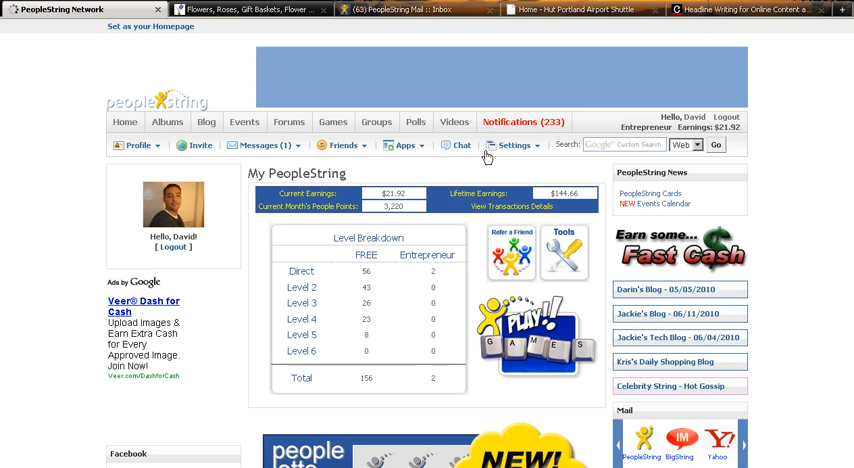 PeopleString Network
Flowers, Roses, Gift Baskets, Flower ...
(63) PeopleString Mail :: Inbox
Home - Hut Portland Airport Shuttle
Headline Writing for Online Content a...
Set as your Homepage
people string
Home Albums Blog Events Forums Games Groups Polls Videos Notifications (233)
Hello, David Logout
Entrepreneur Earnings: $21.92
Profile Invite Messages (1) Friends Apps Chat Settings Search: Google Custom Search Web Go
Hello, David!
[ Logout ]
Ads by Google
Veer® Dash for
Cash
Upload Images &
Earn Extra Cash
for Every
Approved Image.
Join Now!
Veer.com/DashforCash
Facebook
My PeopleString
Current Earnings: $21.92 Lifetime Earnings: $144.66
Current Month's People Points: 3,220 View Transactions Details
Level Breakdown
FREE Entrepreneur
Direct 56 2
Level 2 43 0
Level 3 26 0
Level 4 23 0
Level 5 8 0
Level 6 0 0
Total 156 2
Refer a Friend
Tools
PLAY!!
GAMES
people
NEW!
PeopleString News
PeopleString Cards
NEW Events Calendar
Earn some...
Fast Cash
Darin's Blog - 05/05/2010
Jackie's Blog - 06/11/2010
Jackie's Tech Blog - 06/04/2010
Kris's Daily Shopping Blog
Celebrity String - Hot Gossip
Mail
IM
Y!
PeopleString BigString Yahoo